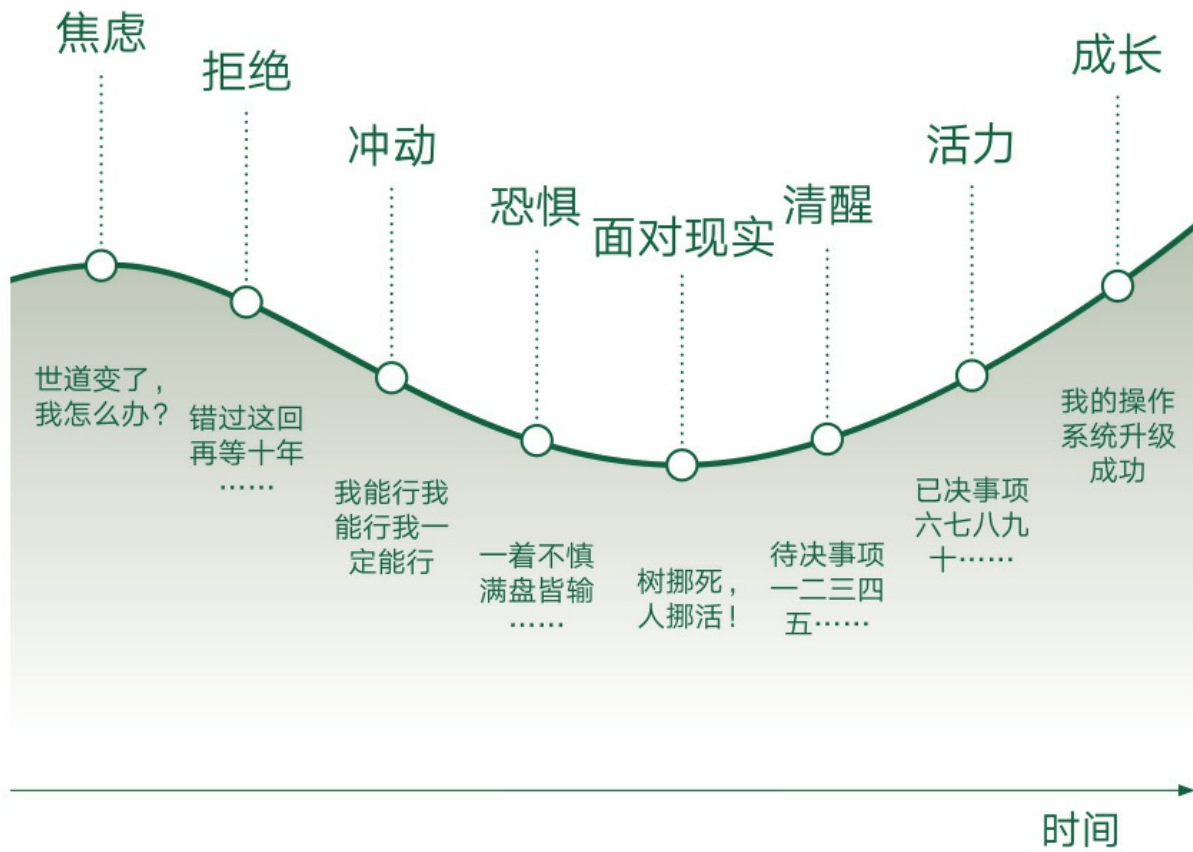 焦虑
拒绝
冲动
恐惧
面对现实
清醒
活力
成长
世道变了，
我怎么办？
错过这回
再等十年
……
我能行我
能行我一
定能行
一着不慎
满盘皆输
……
树挪死，
人挪活！
待决事项
一二三四
五……
已决事项
六七八九
十……
我的操作
系统升级
成功
时间